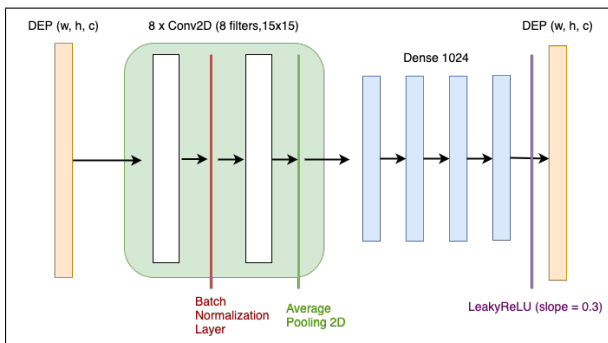 DEP (w, h, c)
8 x Conv2D (8 filters,15x15)
DEP (w, h, c)
Dense 1024
Batch
Normalization
Layer
Average
Pooling 2D
LeakyReLU (slope = 0.3)